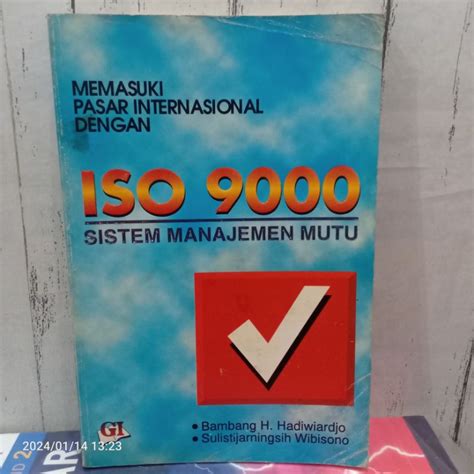 MEMASUKI
PASAR INTERNASIONAL
DENGAN
ISO 9000
SISTEM MANAJEMEN MUTU
• Bambang H. Hadiwiardjo
• Sulistijarningsih Wibisono
GI
2024/01/14 13:23